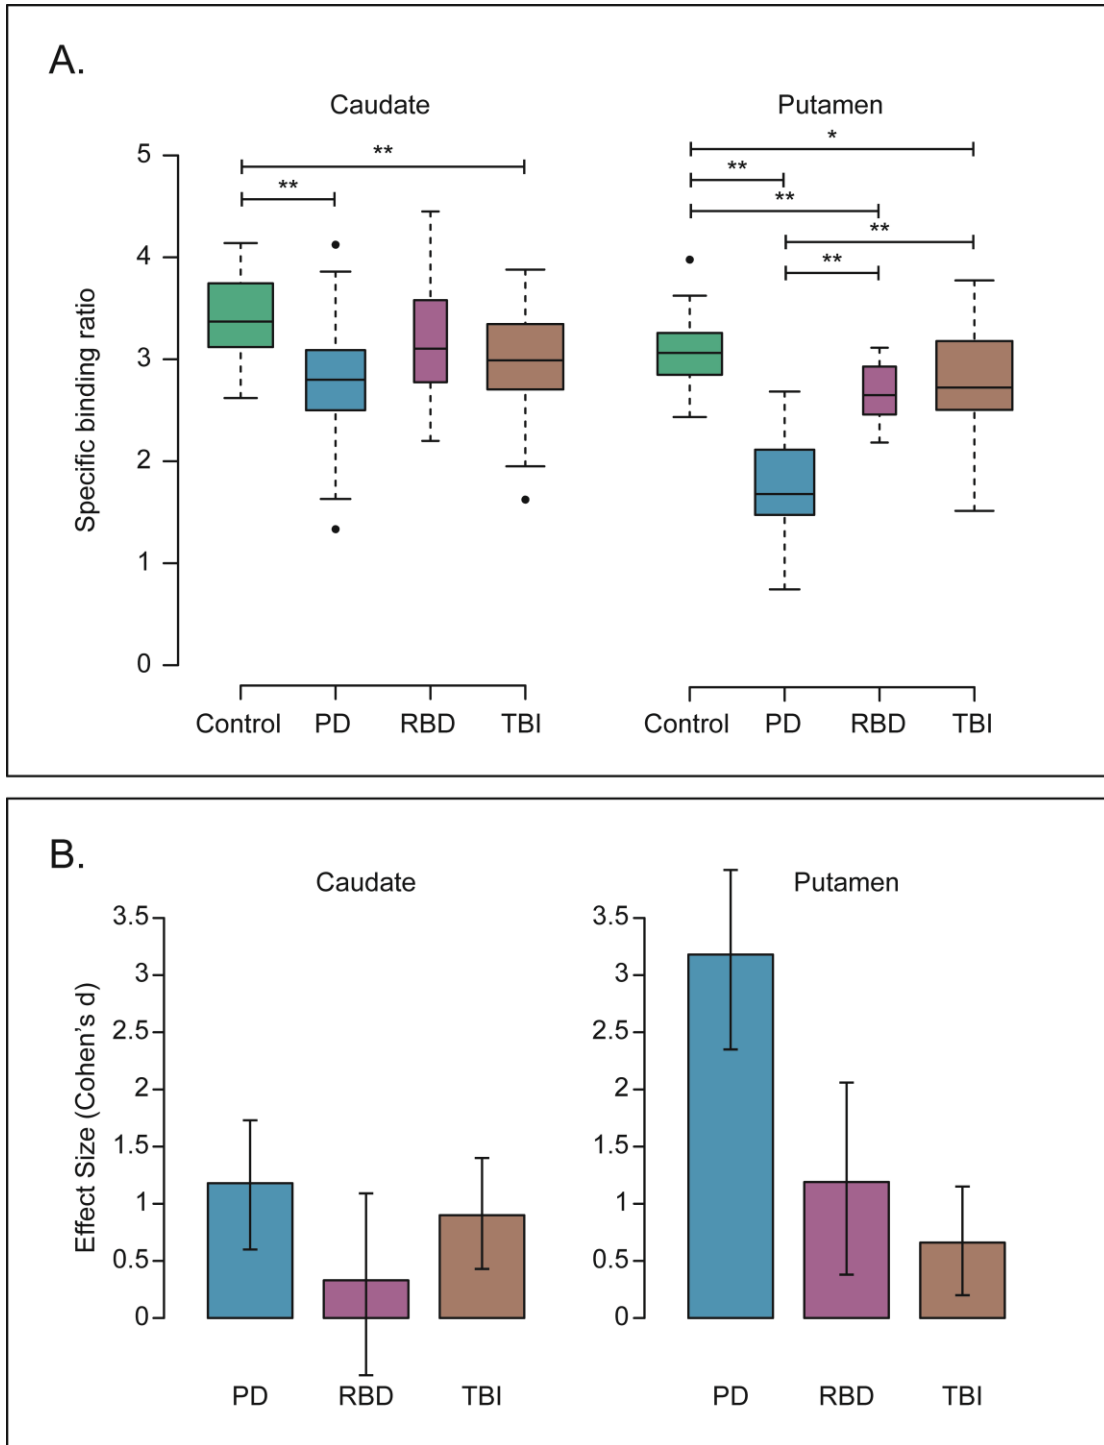 A.
Caudate
Putamen
Specific binding ratio
5
4
3
2
1
0
**
**
*
**
**
**
**
Control PD RBD TBI
Control PD RBD TBI
B.
Caudate
Putamen
Effect Size (Cohen's d)
3.5
3
2.5
2
1.5
1
0.5
0
3.5
3
2.5
2
1.5
1
0.5
0
PD RBD TBI
PD RBD TBI